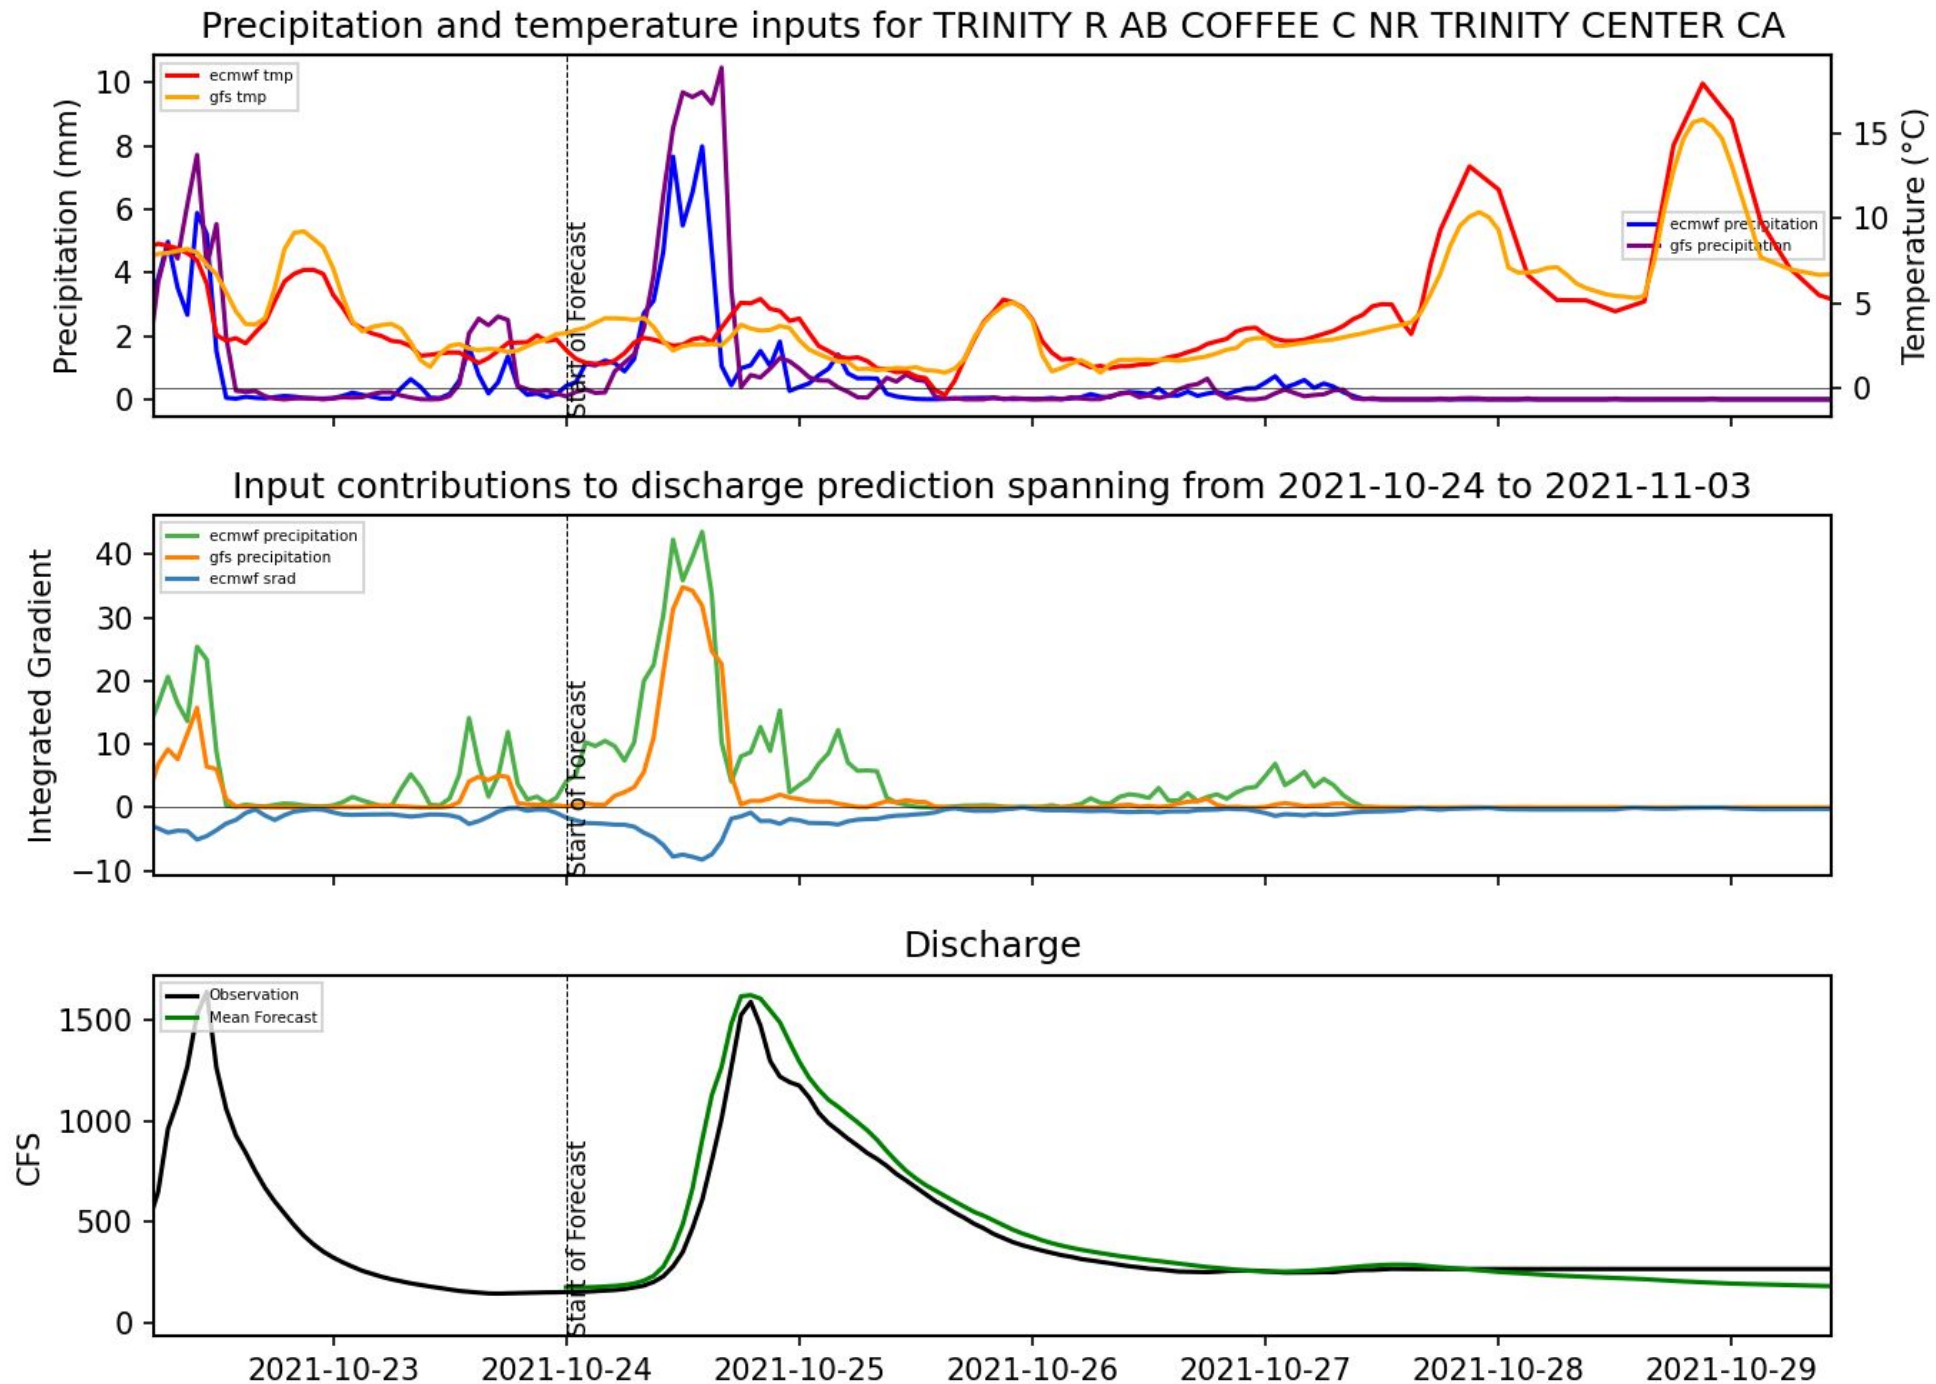 Precipitation and temperature inputs for TRINITY R AB COFFEE C NR TRINITY CENTER CA
ecmwf tmp
gfs tmp
ecmwf precipitation
gfs precipitation
Precipitation (mm)
10
8
6
4
2
0
Temperature (°C)
15
10
5
0
Start of Forecast
Input contributions to discharge prediction spanning from 2021-10-24 to 2021-11-03
ecmwf precipitation
gfs precipitation
ecmwf srad
Integrated Gradient
40
30
20
10
0
−10
Start of Forecast
Discharge
Observation
Mean Forecast
CFS
1500
1000
500
0
Start of Forecast
2021-10-23
2021-10-24
2021-10-25
2021-10-26
2021-10-27
2021-10-28
2021-10-29